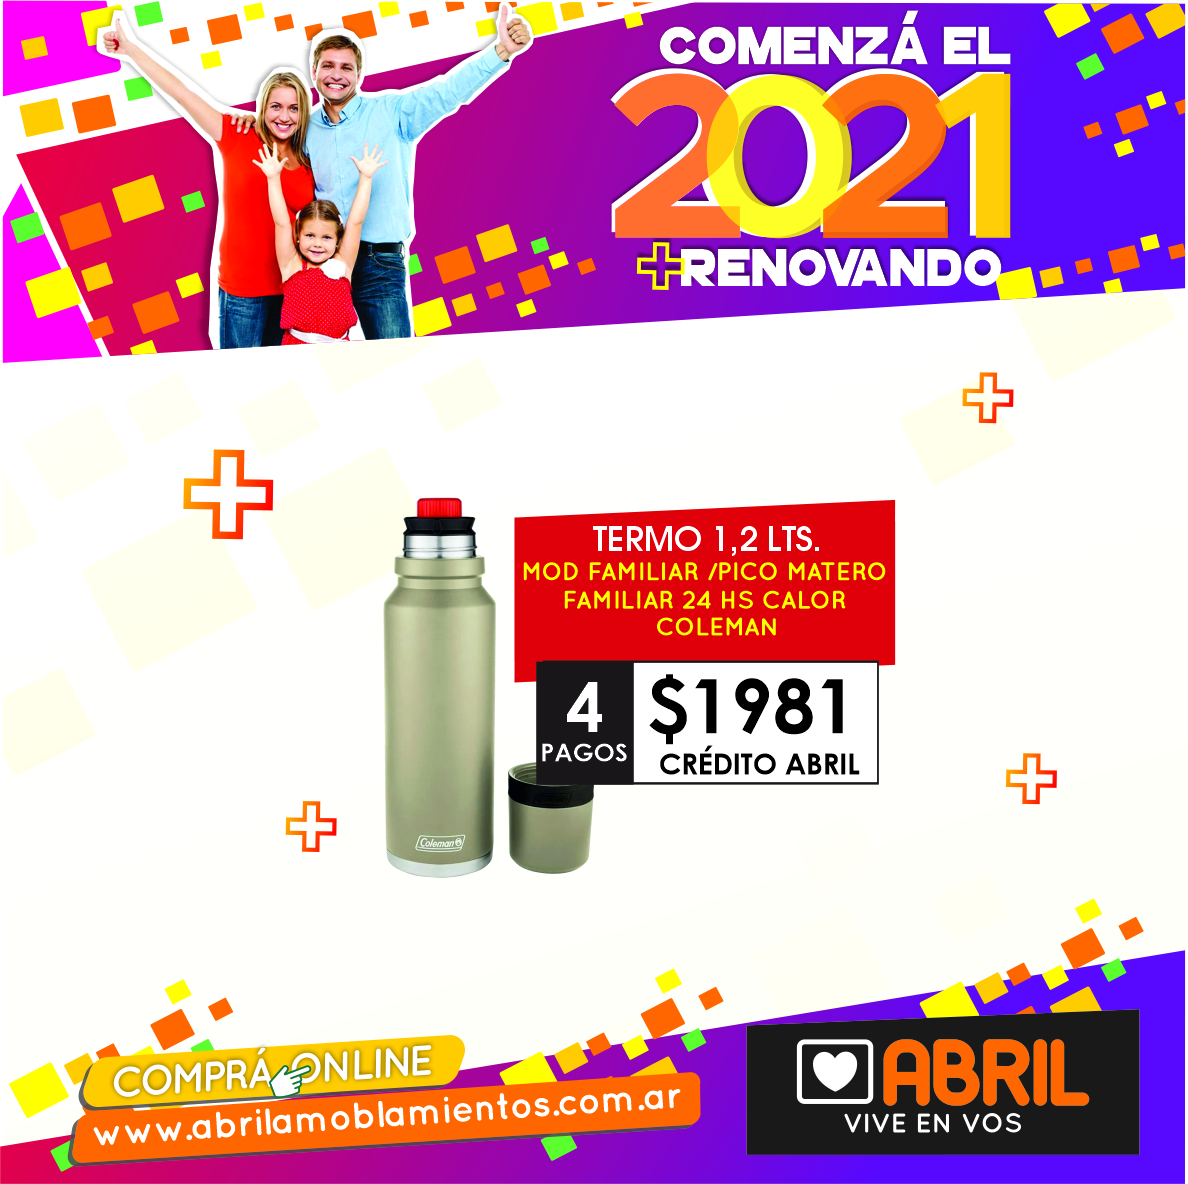 COMENZÁ EL
2021
+RENOVANDO
TERMO 1,2 LTS.
MOD FAMILIAR /PICO MATERO
FAMILIAR 24 HS CALOR
COLEMAN
4
PAGOS
$1981
CRÉDITO ABRIL
Coleman
COMPRÁ ONLINE
www.abrilamoblamientos.com.ar
ABRIL
VIVE EN VOS